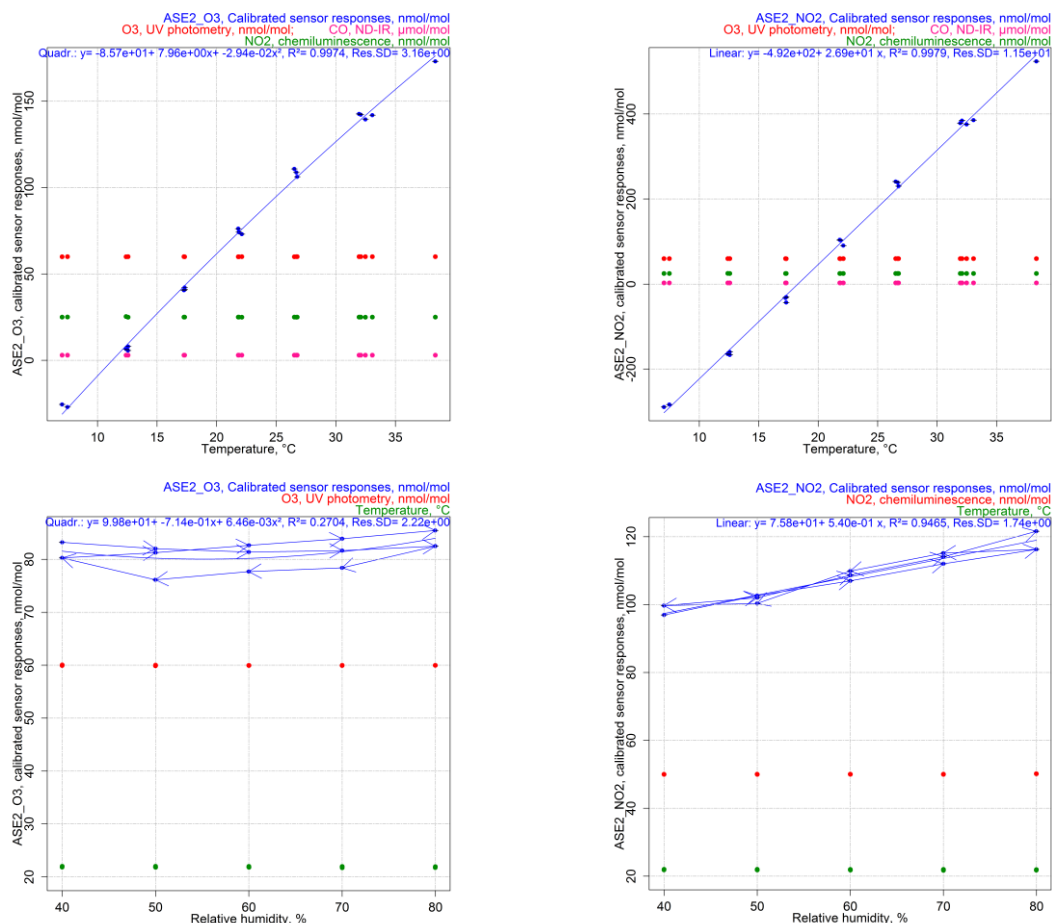 ASE2_O3, Calibrated sensor responses, nmol/mol
O3, UV photometry, nmol/mol; CO, ND-IR, µmol/mol
NO2, chemiluminescence, nmol/mol
Quadr.: y= -8.57e+01+ 7.96e+00x+ -2.94e-02x², R²= 0.9974, Res.SD= 3.16e+00
ASE2_O3, calibrated sensor responses, nmol/mol
150
100
50
0
10 15 20 25 30 35
Temperature, °C
ASE2_NO2, Calibrated sensor responses, nmol/mol
O3, UV photometry, nmol/mol; CO, ND-IR, µmol/mol
NO2, chemiluminescence, nmol/mol
Linear: y= -4.92e+02+ 2.69e+01 x, R²= 0.9979, Res.SD= 1.15e+01
ASE2_NO2, calibrated sensor responses, nmol/mol
400
200
0
-200
10 15 20 25 30 35
Temperature, °C
ASE2_O3, Calibrated sensor responses, nmol/mol
O3, UV photometry, nmol/mol
Temperature, °C
Quadr.: y= 9.98e+01+ -7.14e-01x+ 6.46e-03x², R²= 0.2704, Res.SD= 2.22e+00
ASE2_O3, calibrated sensor responses, nmol/mol
80
70
60
50
40
30
20
40 50 60 70 80
Relative humidity, %
ASE2_NO2, Calibrated sensor responses, nmol/mol
NO2, chemiluminescence, nmol/mol
Temperature, °C
Linear: y= 7.58e+01+ 5.40e-01 x, R²= 0.9465, Res.SD= 1.74e+00
ASE2_NO2, calibrated sensor responses, nmol/mol
120
100
80
60
40
20
40 50 60 70 80
Relative humidity, %